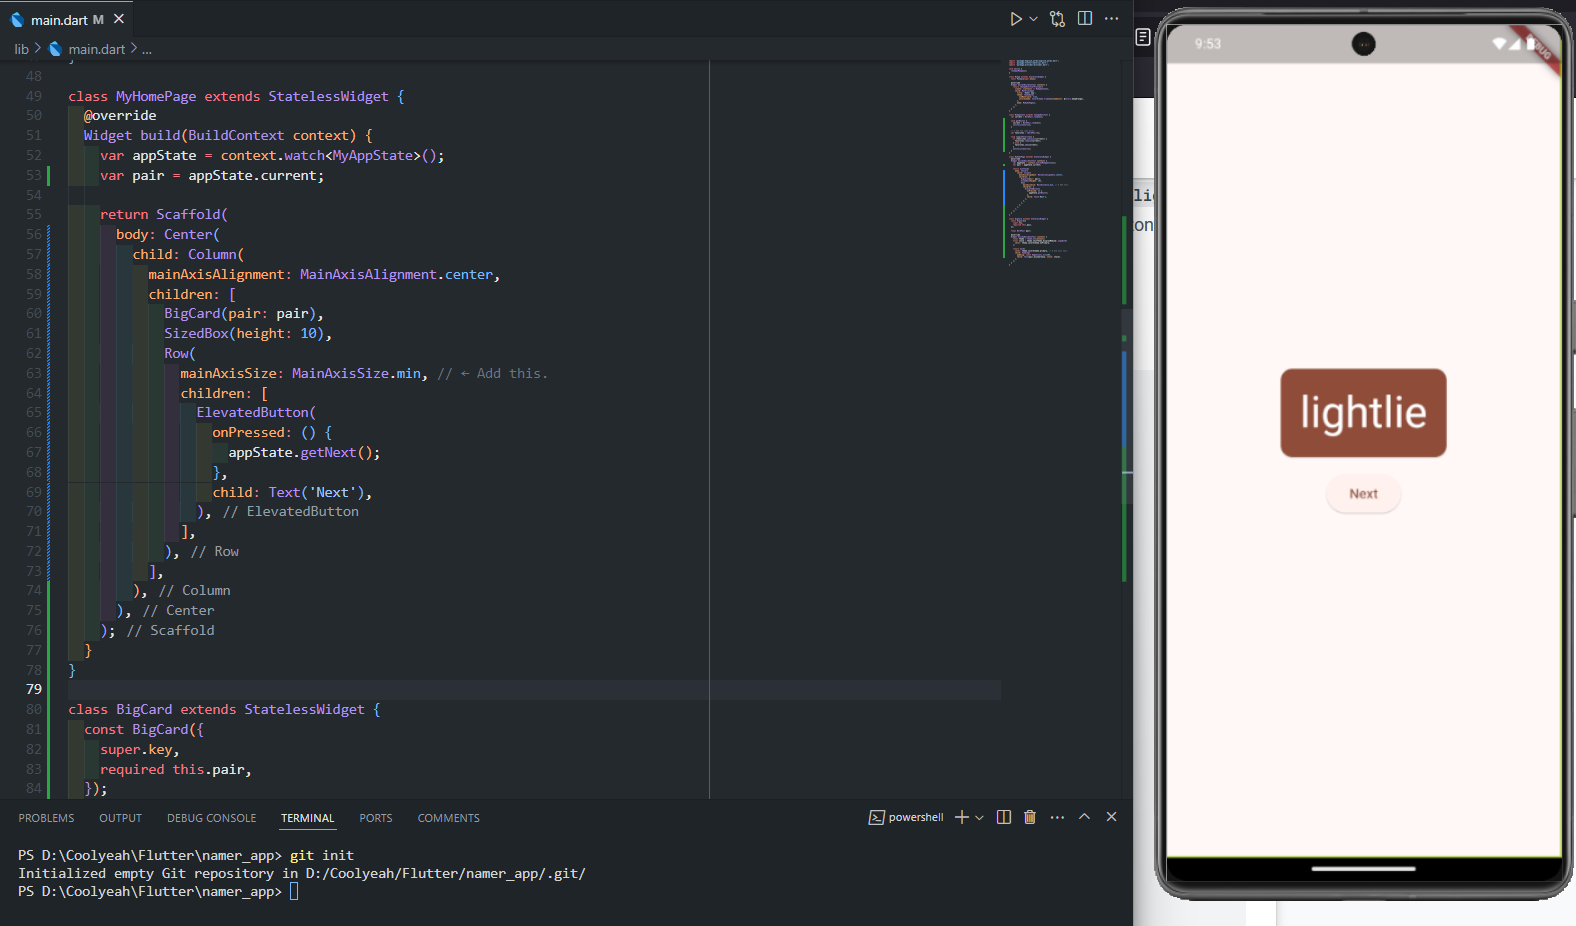 main.dart M
lib > main.dart > ...
48
49 class MyHomePage extends StatelessWidget {
50 @override
51 Widget build(BuildContext context) {
52 var appState = context.watch<MyAppState>();
53 var pair = appState.current;
54
55 return Scaffold(
56 body: Center(
57 child: Column(
58 mainAxisAlignment: MainAxisAlignment.center,
59 children: [
60 BigCard(pair: pair),
61 SizedBox(height: 10),
62 Row(
63 mainAxisSize: MainAxisSize.min, // ← Add this.
64 children: [
65 ElevatedButton(
66 onPressed: () {
67 appState.getNext();
68 },
69 child: Text('Next'),
70 ), // ElevatedButton
71 ],
72 ), // Row
73 ],
74 ), // Column
75 ), // Center
76 ); // Scaffold
77 }
78 }
79
80 class BigCard extends StatelessWidget {
81 const BigCard({
82 super.key,
83 required this.pair,
84 });
PROBLEMS OUTPUT DEBUG CONSOLE TERMINAL PORTS COMMENTS
powershell
PS D:\Coolyeah\Flutter\namer_app> git init
Initialized empty Git repository in D:/Coolyeah/Flutter/namer_app/.git/
PS D:\Coolyeah\Flutter\namer_app>
9:53
DEBUG
lightlie
Next